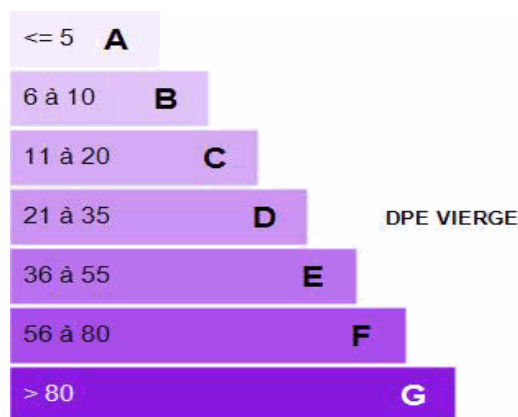 <= 5 A
6 à 10 B
11 à 20 C
21 à 35 D
DPE VIERGE
36 à 55 E
56 à 80 F
> 80 G